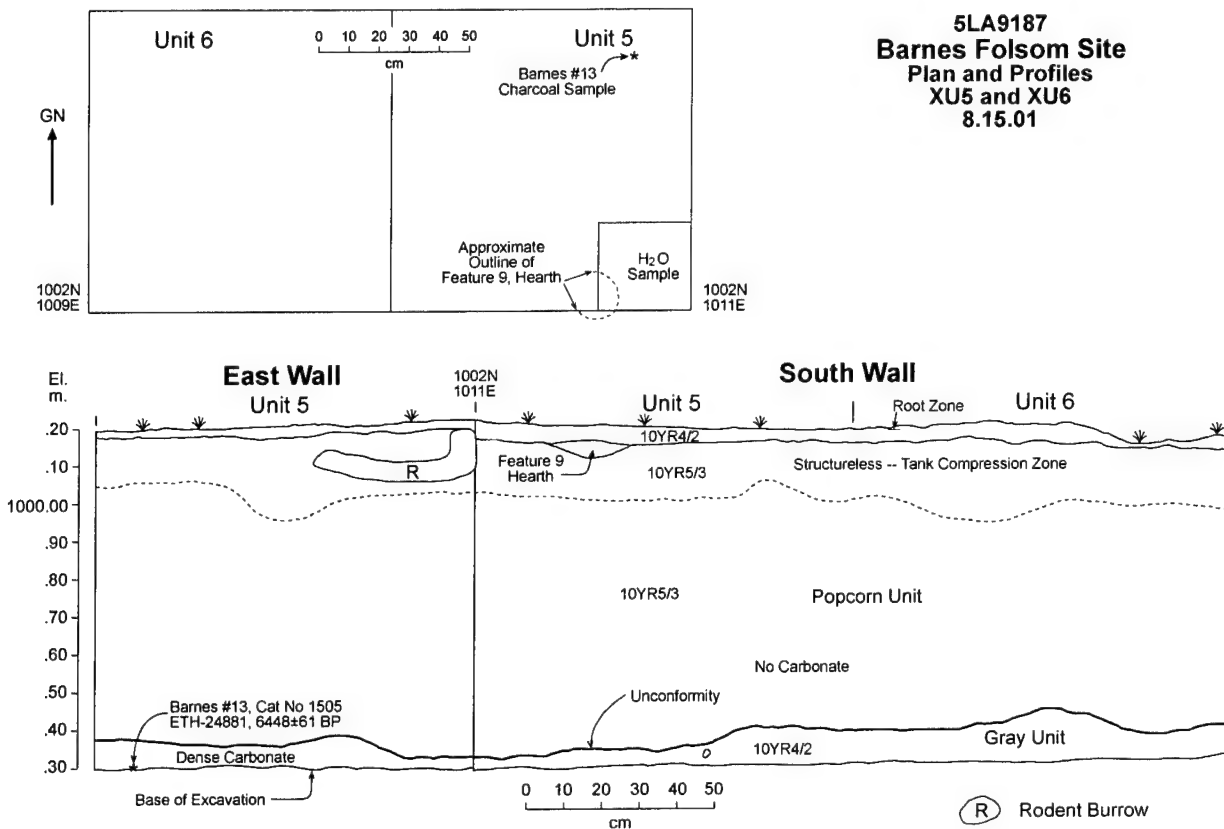 5LA9187
Barnes Folsom Site
Plan and Profiles
XU5 and XU6
8.15.01
Unit 6
0 10 20 30 40 50
cm
Unit 5
Barnes #13
Charcoal Sample
*
GN
Approximate
Outline of
Feature 9, Hearth
H₂O
Sample
1002N
1009E
1002N
1011E
El.
m.
East Wall
Unit 5
1002N
1011E
South Wall
Unit 5
Root Zone
Unit 6
.20
.10
1000.00
.80
.70
.60
.50
.40
.30
10YR4/2
R
Feature 9
Hearth
10YR5/3
Structureless -- Tank Compression Zone
10YR5/3
Popcorn Unit
No Carbonate
Barnes #13, Cat No 1505
ETH-24881, 6448±61 BP
Unconformity
Dense Carbonate
10YR4/2
Gray Unit
Base of Excavation
0 10 20 30 40 50
cm
R Rodent Burrow